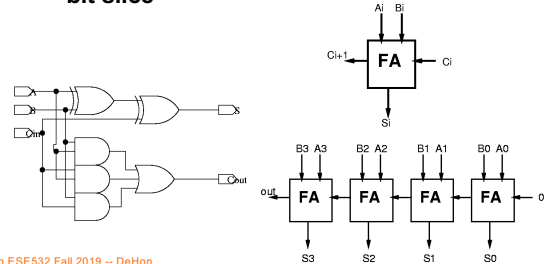 bit slice
Ai Bi
Ci+1 FA Ci
Si
A
B
Cin
S
Cout
B3 A3 B2 A2 B1 A1 B0 A0
out FA FA FA FA 0
S3 S2 S1 S0
ESE532 Fall 2019 -- DeHon